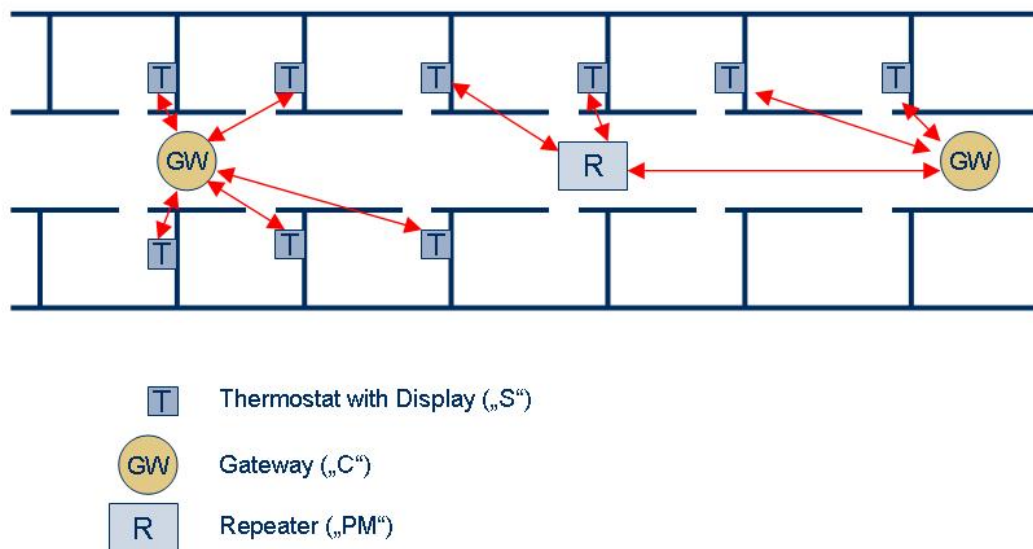 T T T T T T
GW R GW
T T T
T Thermostat with Display („S“)
GW Gateway („C“)
R Repeater („PM“)